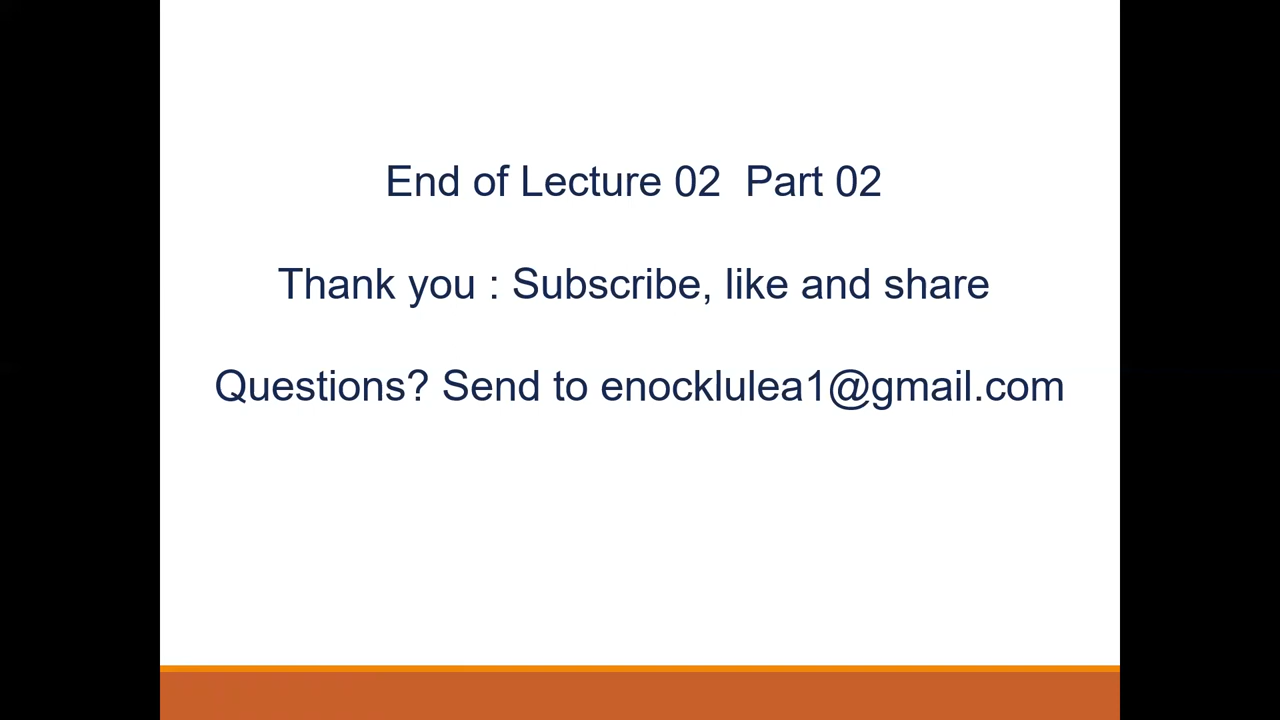 End of Lecture 02  Part 02
Thank you : Subscribe, like and share
Questions? Send to enocklulea1@gmail.com